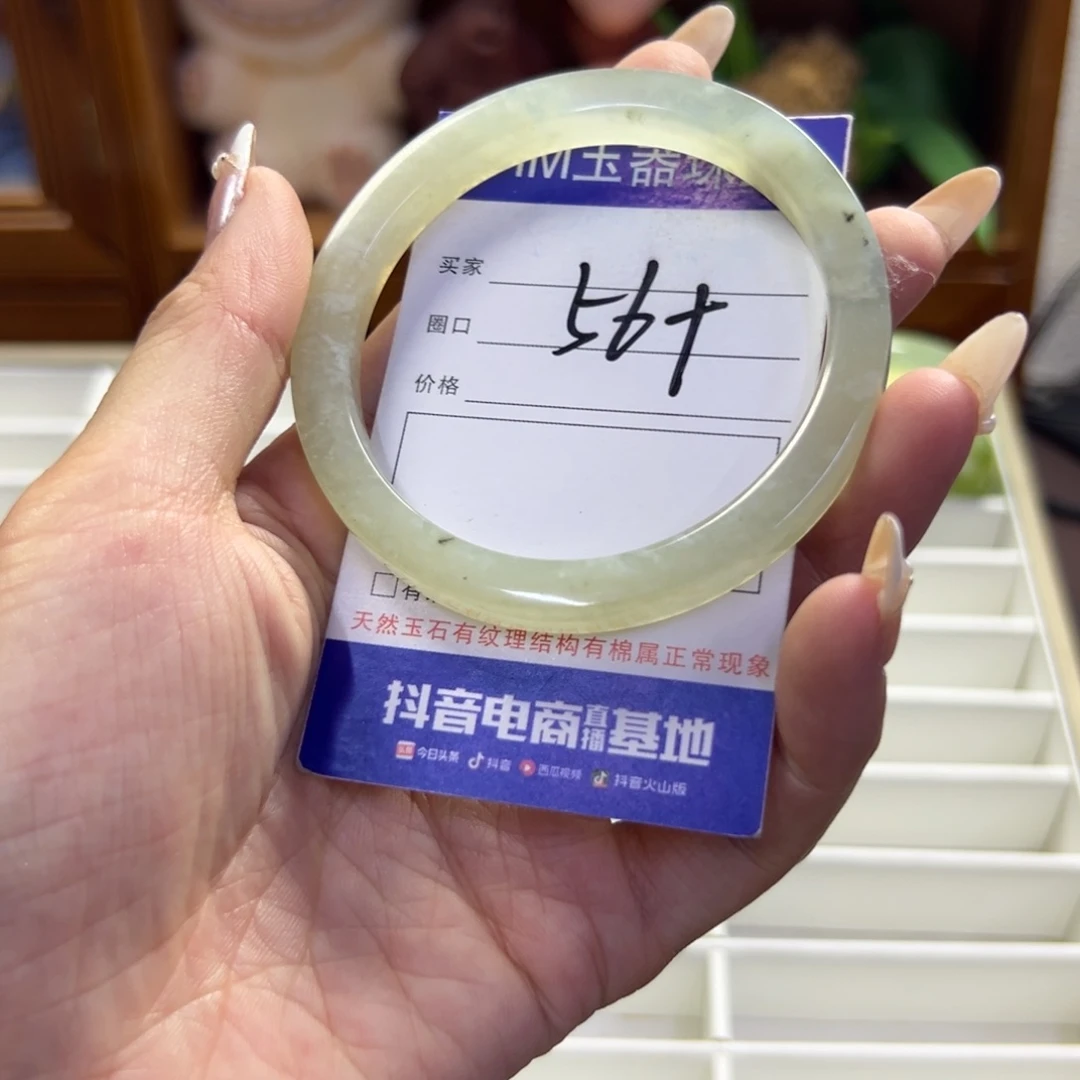 玉器
买家
圈口 56+
价格
天然玉石有纹理结构有棉属正常现象
抖音电商直播基地
今日头条 抖音 西瓜视频 抖音火山版